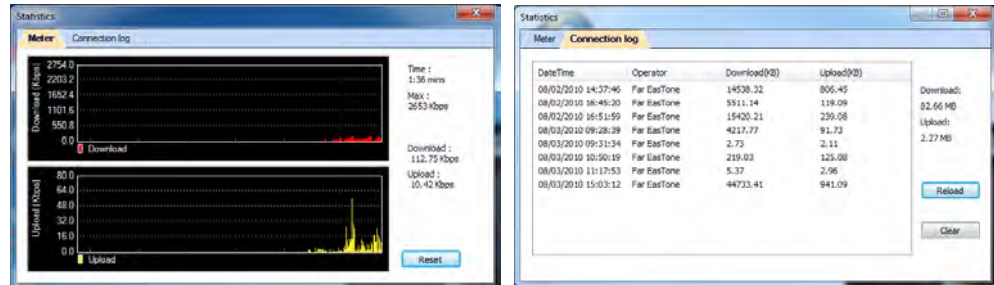 Statistics
Meter Connection log
Download (Kbps)
2754.0
2203.2
1652.4
1101.6
550.8
0.0
Download
Upload (Kbps)
80.0
64.0
48.0
32.0
16.0
0.0
Upload
Time :
1:36 mins
Max :
2653 Kbps
Download :
112.75 Kbps
Upload :
10.42 Kbps
Reset
Statistics
Meter Connection log
DateTime Operator Download(KB) Upload(KB)
08/02/2010 14:37:46 Far EasTone 14538.32 806.45
08/02/2010 16:45:20 Far EasTone 5511.14 119.09
08/02/2010 16:51:59 Far EasTone 15420.21 239.08
08/03/2010 09:28:39 Far EasTone 4217.77 91.73
08/03/2010 09:31:34 Far EasTone 2.73 2.11
08/03/2010 10:50:19 Far EasTone 219.03 125.08
08/03/2010 11:17:53 Far EasTone 5.37 2.96
08/03/2010 15:03:12 Far EasTone 44733.41 941.09
Download:
82.66 MB
Upload:
2.27 MB
Reload
Clear